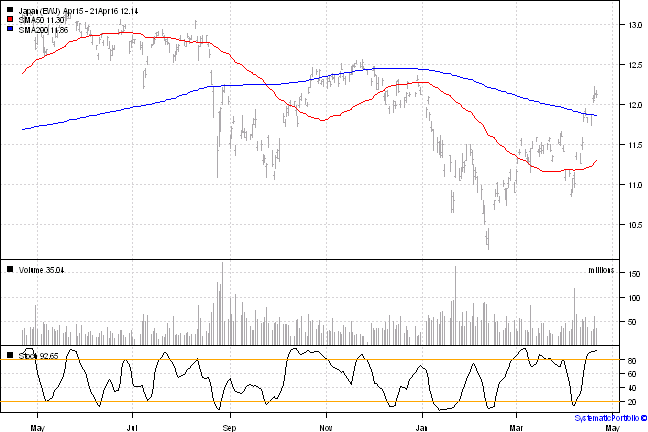 Japan (EWJ) Apr15 - 21Apr16 12.14
SMA50 11.30
SMA200 11.86
13.0
12.5
12.0
11.5
11.0
10.5
Volume 35.04
millions
150
100
50
Stoch 92.65
80
60
40
20
May
Jul
Sep
Nov
Jan
Mar
May
SystematicPortfolio ©